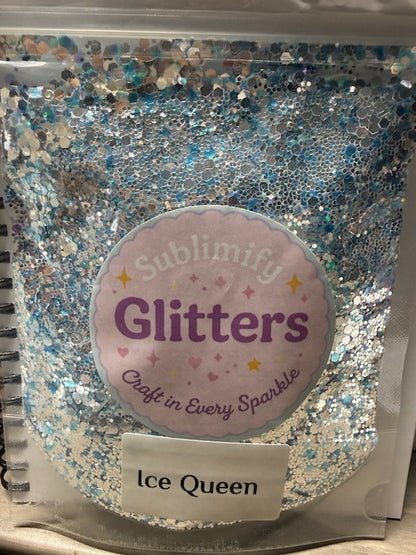 Sublimify
Glitters
Craft in Every Sparkle
Ice Queen